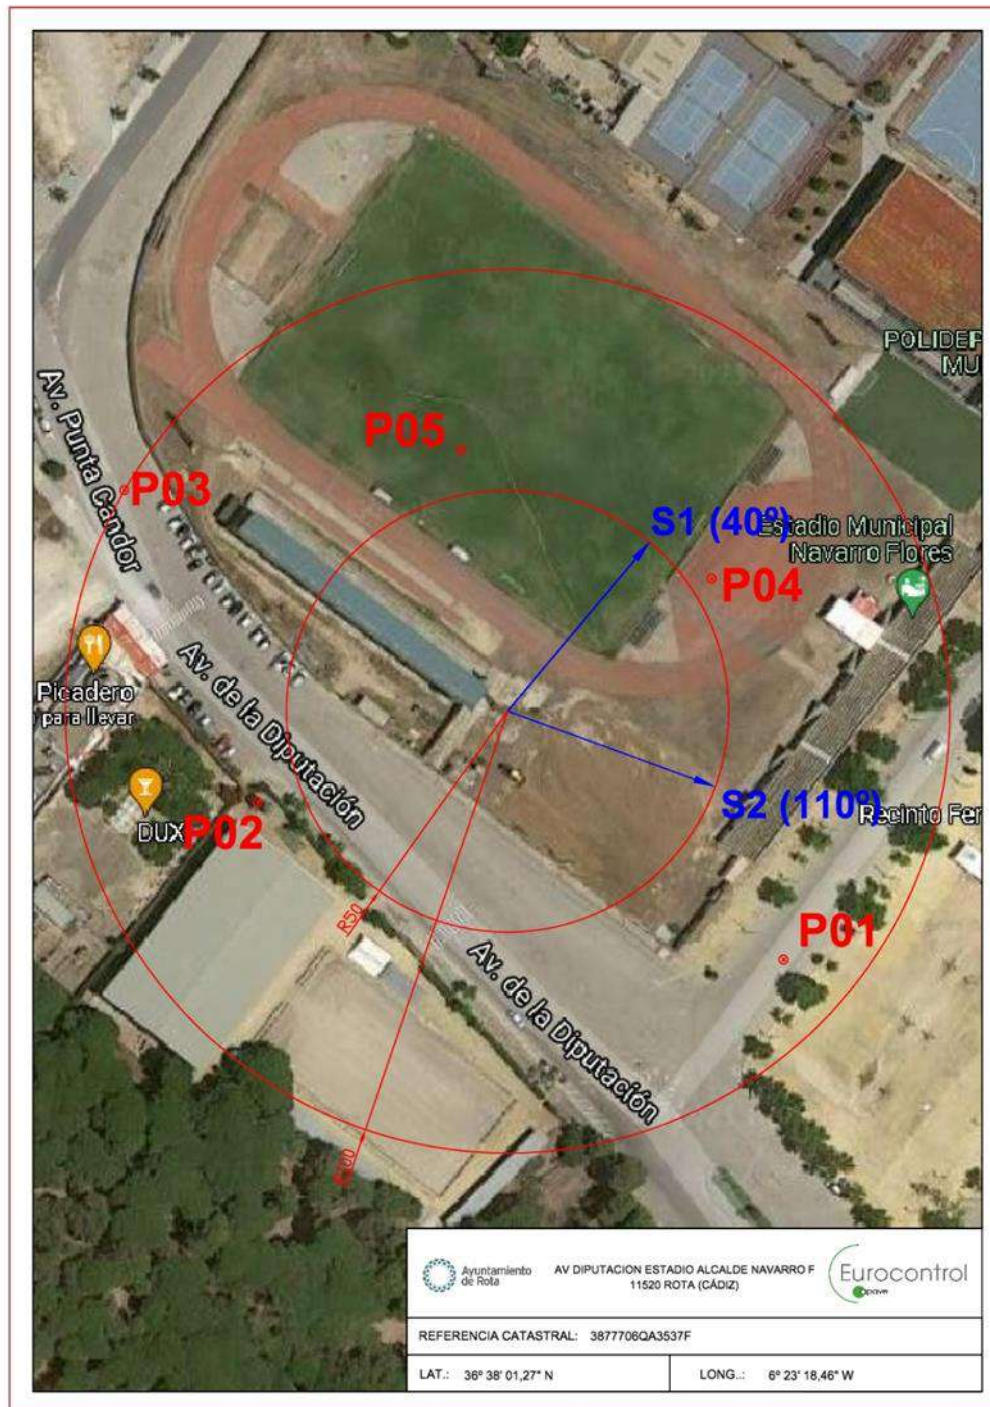 POLIDEP
MU
Av. Punta Candor
P05
P03
S1 (40º)
Estadio Municipal
Navarro Flores
P04
Picadero
para llevar
Av. de la Diputación
S2 (110º)
DUX
P02
Recinto Fer
R50
P01
Av. de la Diputación
R100
Ayuntamiento
de Rota
AV DIPUTACION ESTADIO ALCALDE NAVARRO F
11520 ROTA (CÁDIZ)
Eurocontrol
apave
REFERENCIA CATASTRAL: 3877706QA3537F
LAT.: 36º 38' 01,27" N
LONG..: 6º 23' 18,46" W